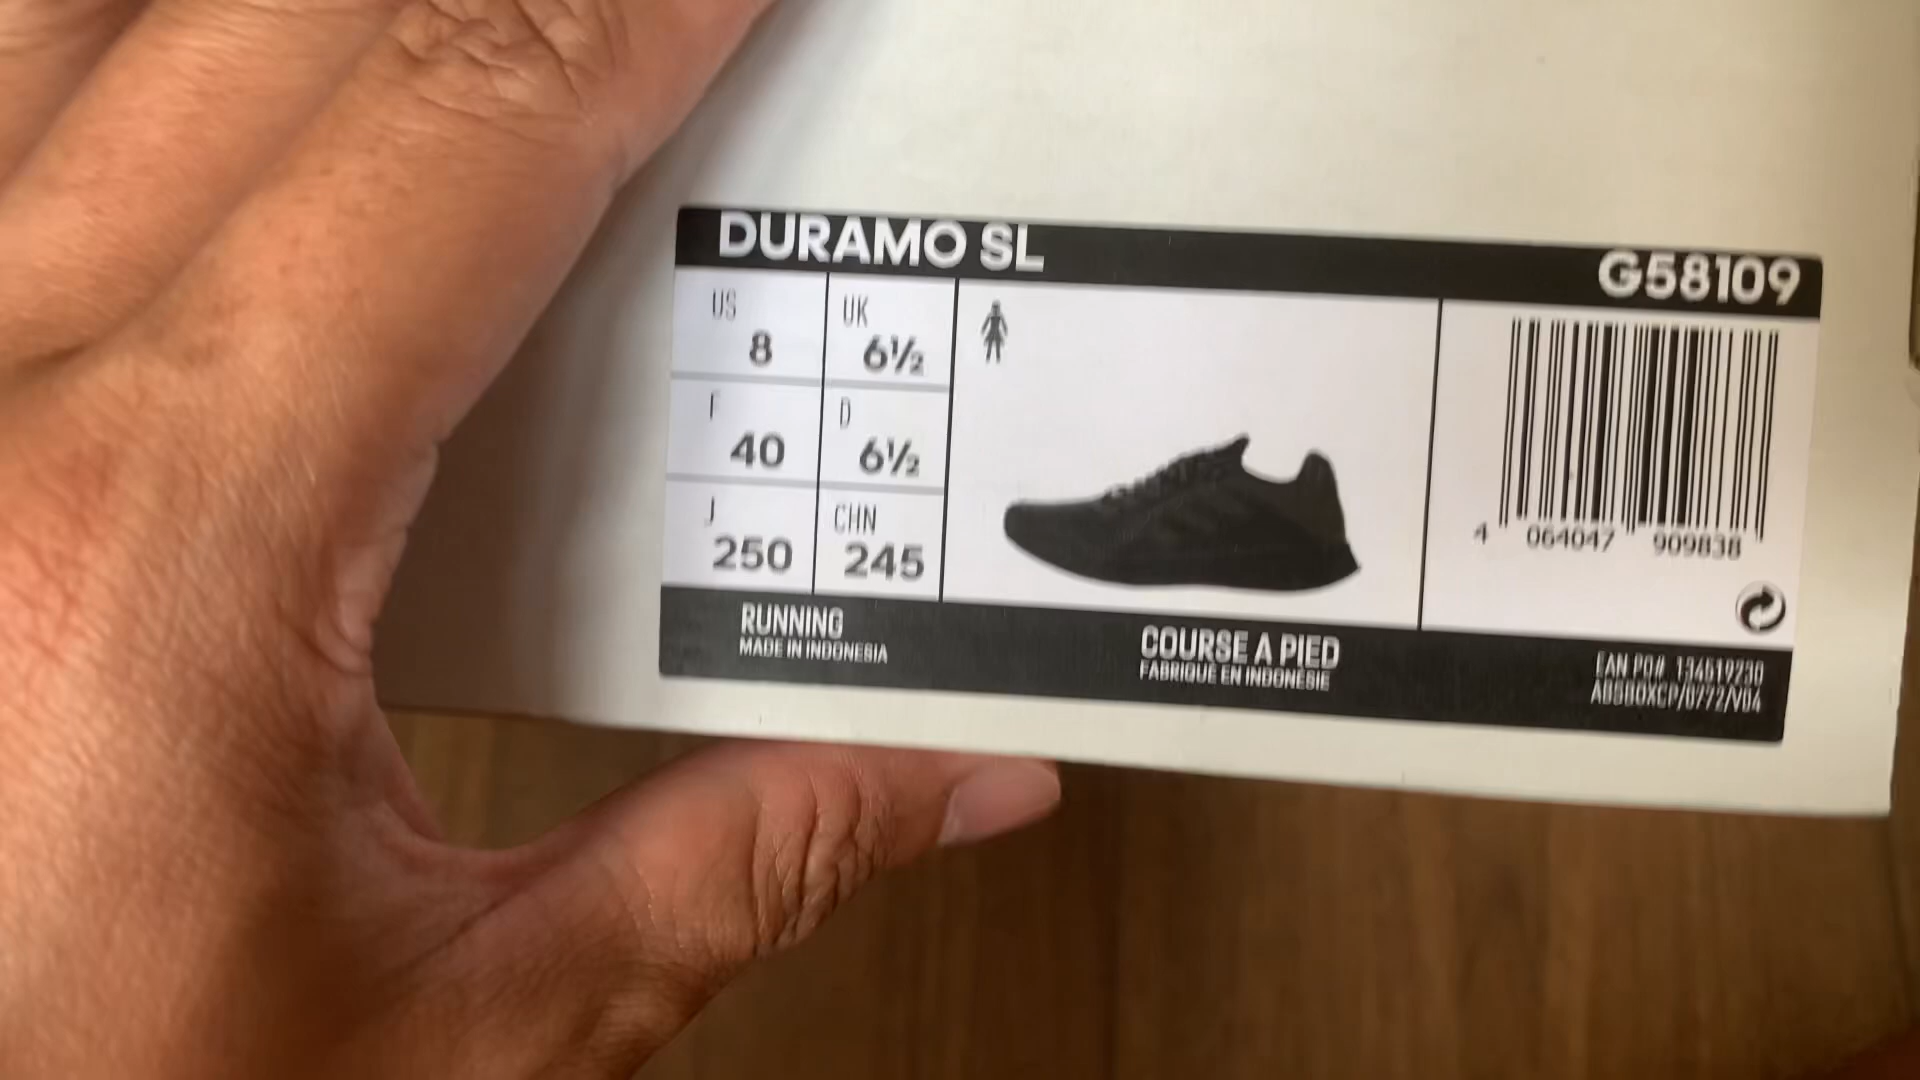 DURAMO SL
G58109
US
8
UK
6½
F
40
D
6½
J
250
CHN
245
4 064047 909838
RUNNING
MADE IN INDONESIA
COURSE A PIED
FABRIQUE EN INDONESIE
EAN PO# 134519230
ABSBOXCP/0772/V04